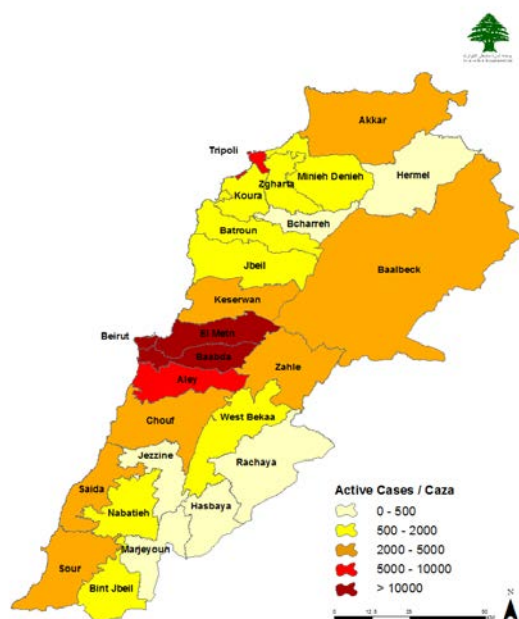 Akkar
Tripoli
Hermel
Zgharta
Minieh Denieh
Koura
Bcharreh
Batroun
Jbeil
Baalbeck
Keserwan
Beirut
El Metn
Baabda
Zahle
Aley
Chouf
West Bekaa
Jezzine
Rachaya
Saida
Hasbaya
Nabatieh
Marjeyoun
Sour
Bint Jbeil
Active Cases / Caza
0 - 500
500 - 2000
2000 - 5000
5000 - 10000
> 10000